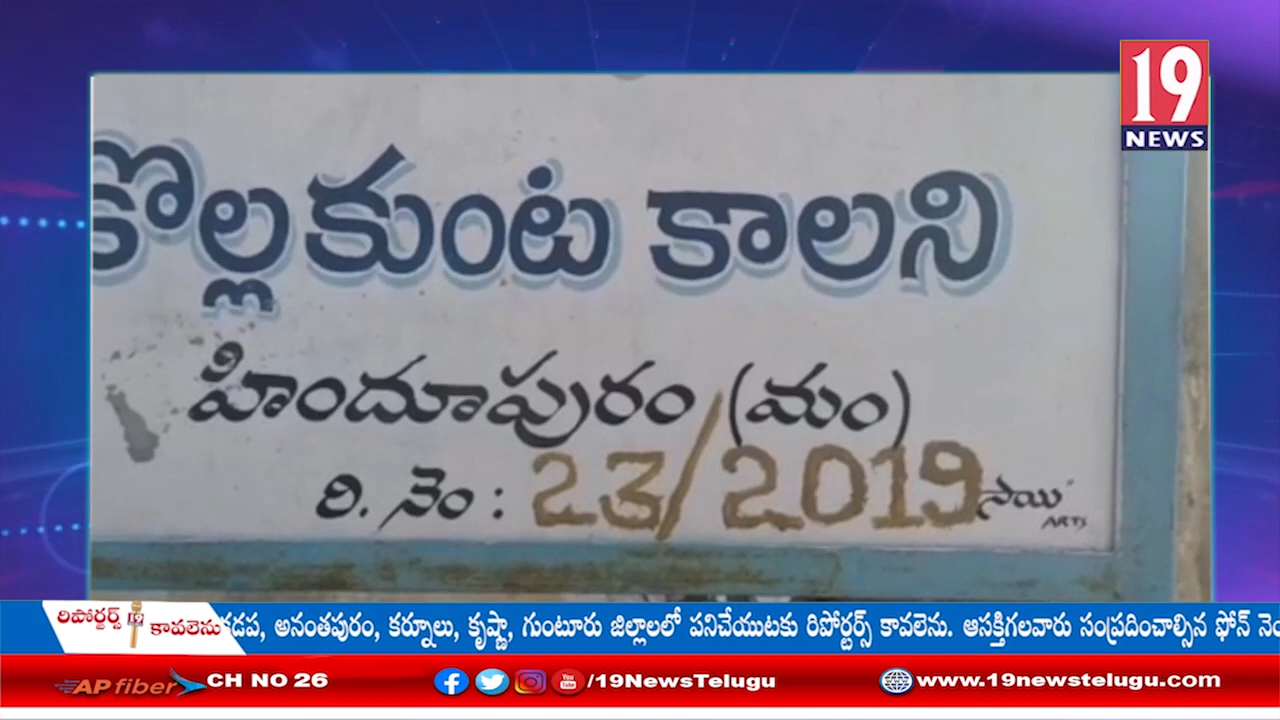 19
NEWS
కొల్లకుంట కాలని
హిందూపురం (మం)
రి. నెం : 23/2019
సాయి
ARTS
రిపోర్టర్స్ కావలెను
కడప, అనంతపురం, కర్నూలు, కృష్ణా, గుంటూరు జిల్లాలలో పనిచేయుటకు రిపోర్టర్స్ కావలెను. ఆసక్తిగలవారు సంప్రదించాల్సిన ఫోన్ నెం
AP fiber CH NO 26 /19NewsTelugu www.19newstelugu.com